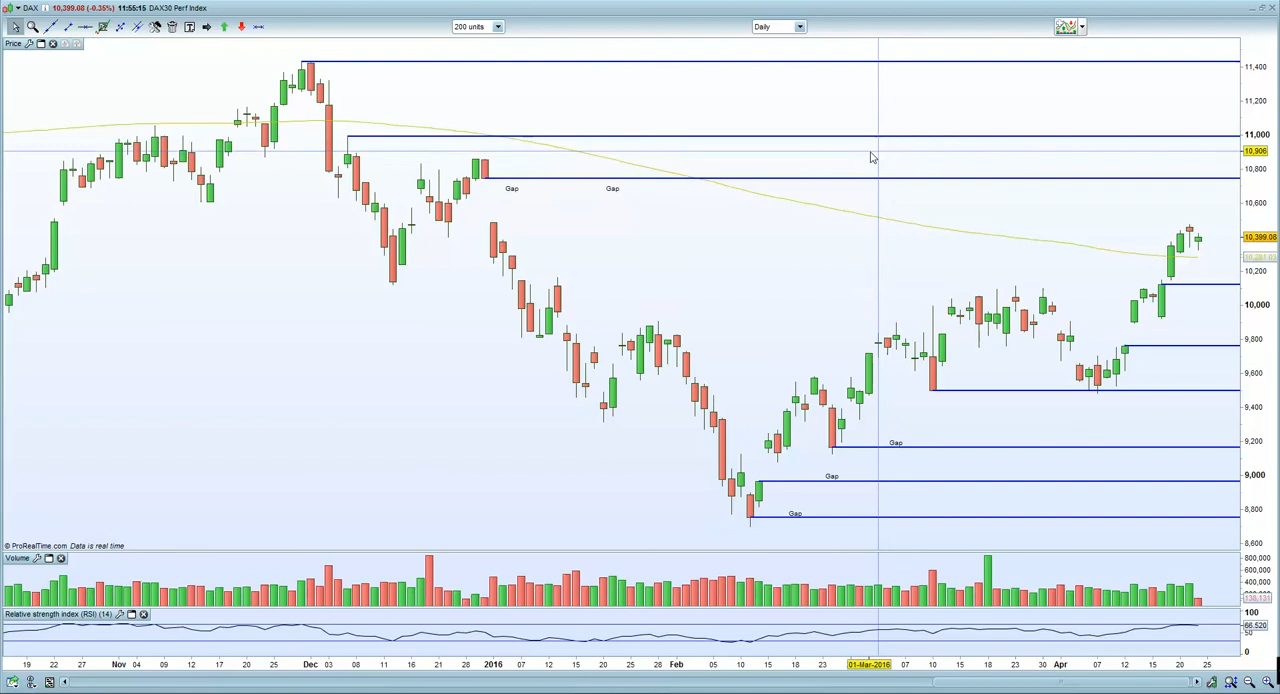 DAX 10,399.08 (-0.35%) 11:55:15 DAX30 Perf Index
200 units
Daily
Price
11,400
11,200
11,000
10,906
10,800
Gap Gap
10,600
10,399.08
10,200
10,000
9,800
9,600
9,400
9,200
Gap
9,000
Gap
8,800
Gap
8,600
© ProRealTime.com Data is real time
Volume
800,000
600,000
400,000
138,131
Relative strength index (RSI) (14)
100
66.520
50
0
19 22 27 Nov 04 09 12 17 20 25 Dec 03 08 11 16 21 28 2016 07 12 15 20 25 28 Feb 05 10 15 18 23 01-Mar-2016 07 10 15 18 23 30 Apr 07 12 15 20 25